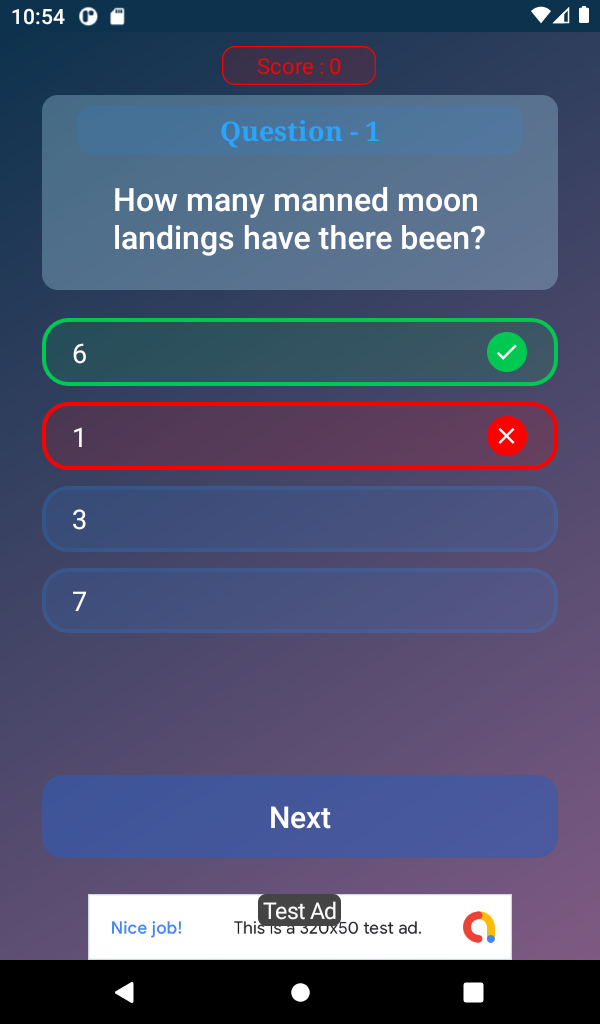 10:54
Score : 0
Question - 1
How many manned moon
landings have there been?
6
1
3
7
Next
Test Ad
Nice job!
This is a 320x50 test ad.